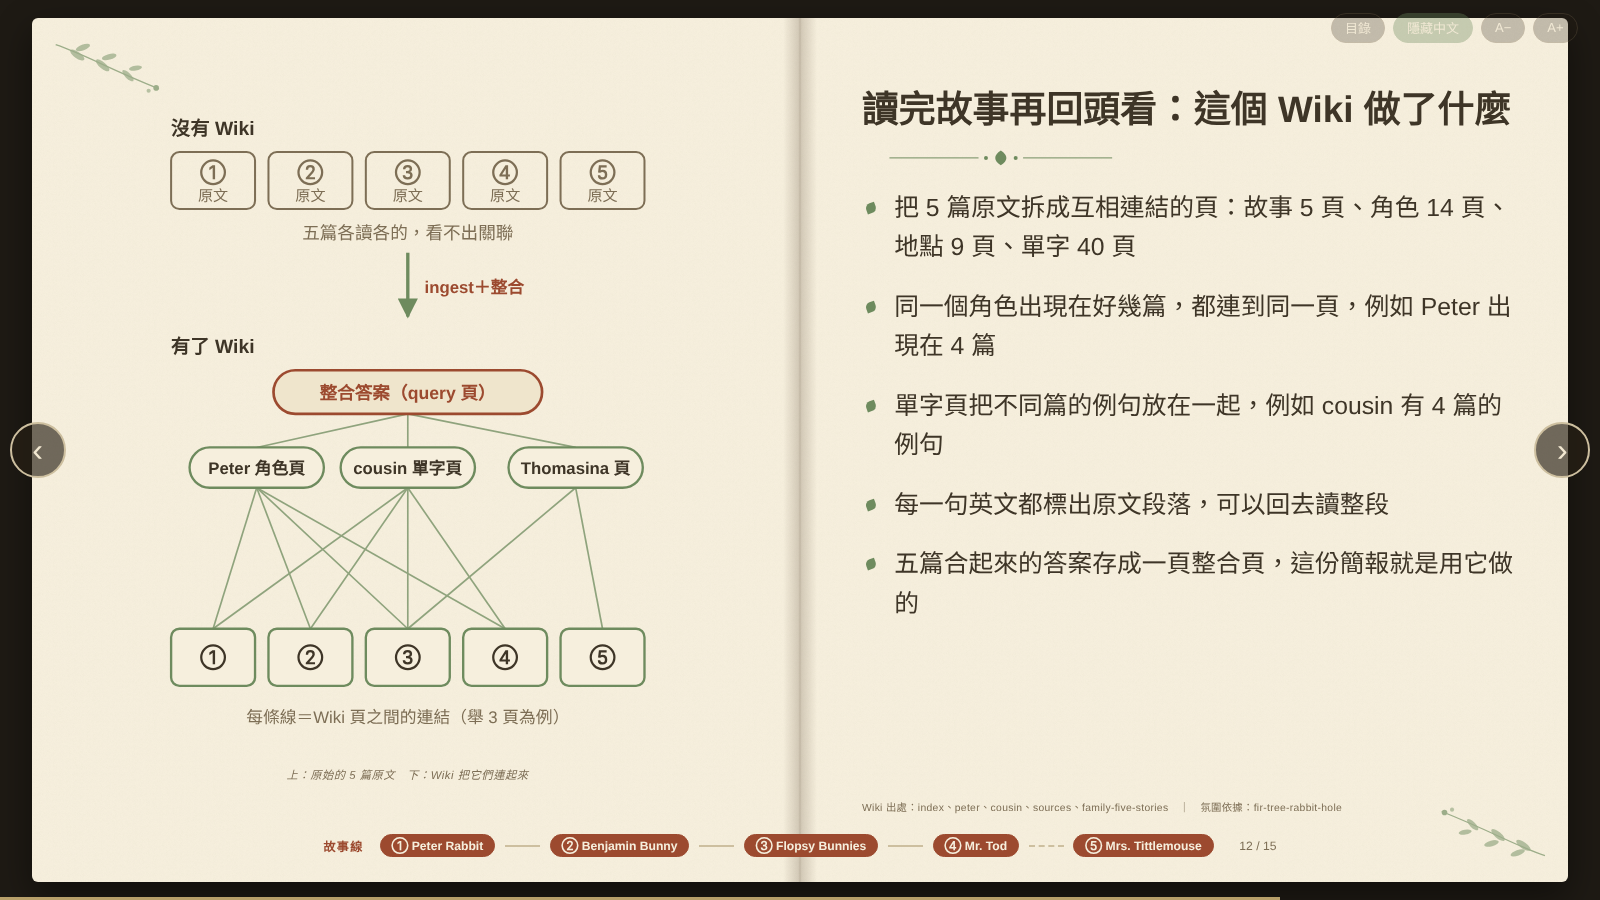 目錄
隱藏中文
A−
A+
沒有 Wiki
① ② ③ ④ ⑤
原文 原文 原文 原文 原文
五篇各讀各的，看不出關聯
ingest＋整合
有了 Wiki
整合答案（query 頁）
Peter 角色頁
cousin 單字頁
Thomasina 頁
① ② ③ ④ ⑤
每條線＝Wiki 頁之間的連結（舉 3 頁為例）
上：原始的 5 篇原文　下：Wiki 把它們連起來
讀完故事再回頭看：這個 Wiki 做了什麼
把 5 篇原文拆成互相連結的頁：故事 5 頁、角色 14 頁、
地點 9 頁、單字 40 頁
同一個角色出現在好幾篇，都連到同一頁，例如 Peter 出
現在 4 篇
單字頁把不同篇的例句放在一起，例如 cousin 有 4 篇的
例句
每一句英文都標出原文段落，可以回去讀整段
五篇合起來的答案存成一頁整合頁，這份簡報就是用它做
的
Wiki 出處：index、peter、cousin、sources、family-five-stories ｜ 氛圍依據：fir-tree-rabbit-hole
故事線
① Peter Rabbit
② Benjamin Bunny
③ Flopsy Bunnies
④ Mr. Tod
⑤ Mrs. Tittlemouse
12 / 15
‹
›